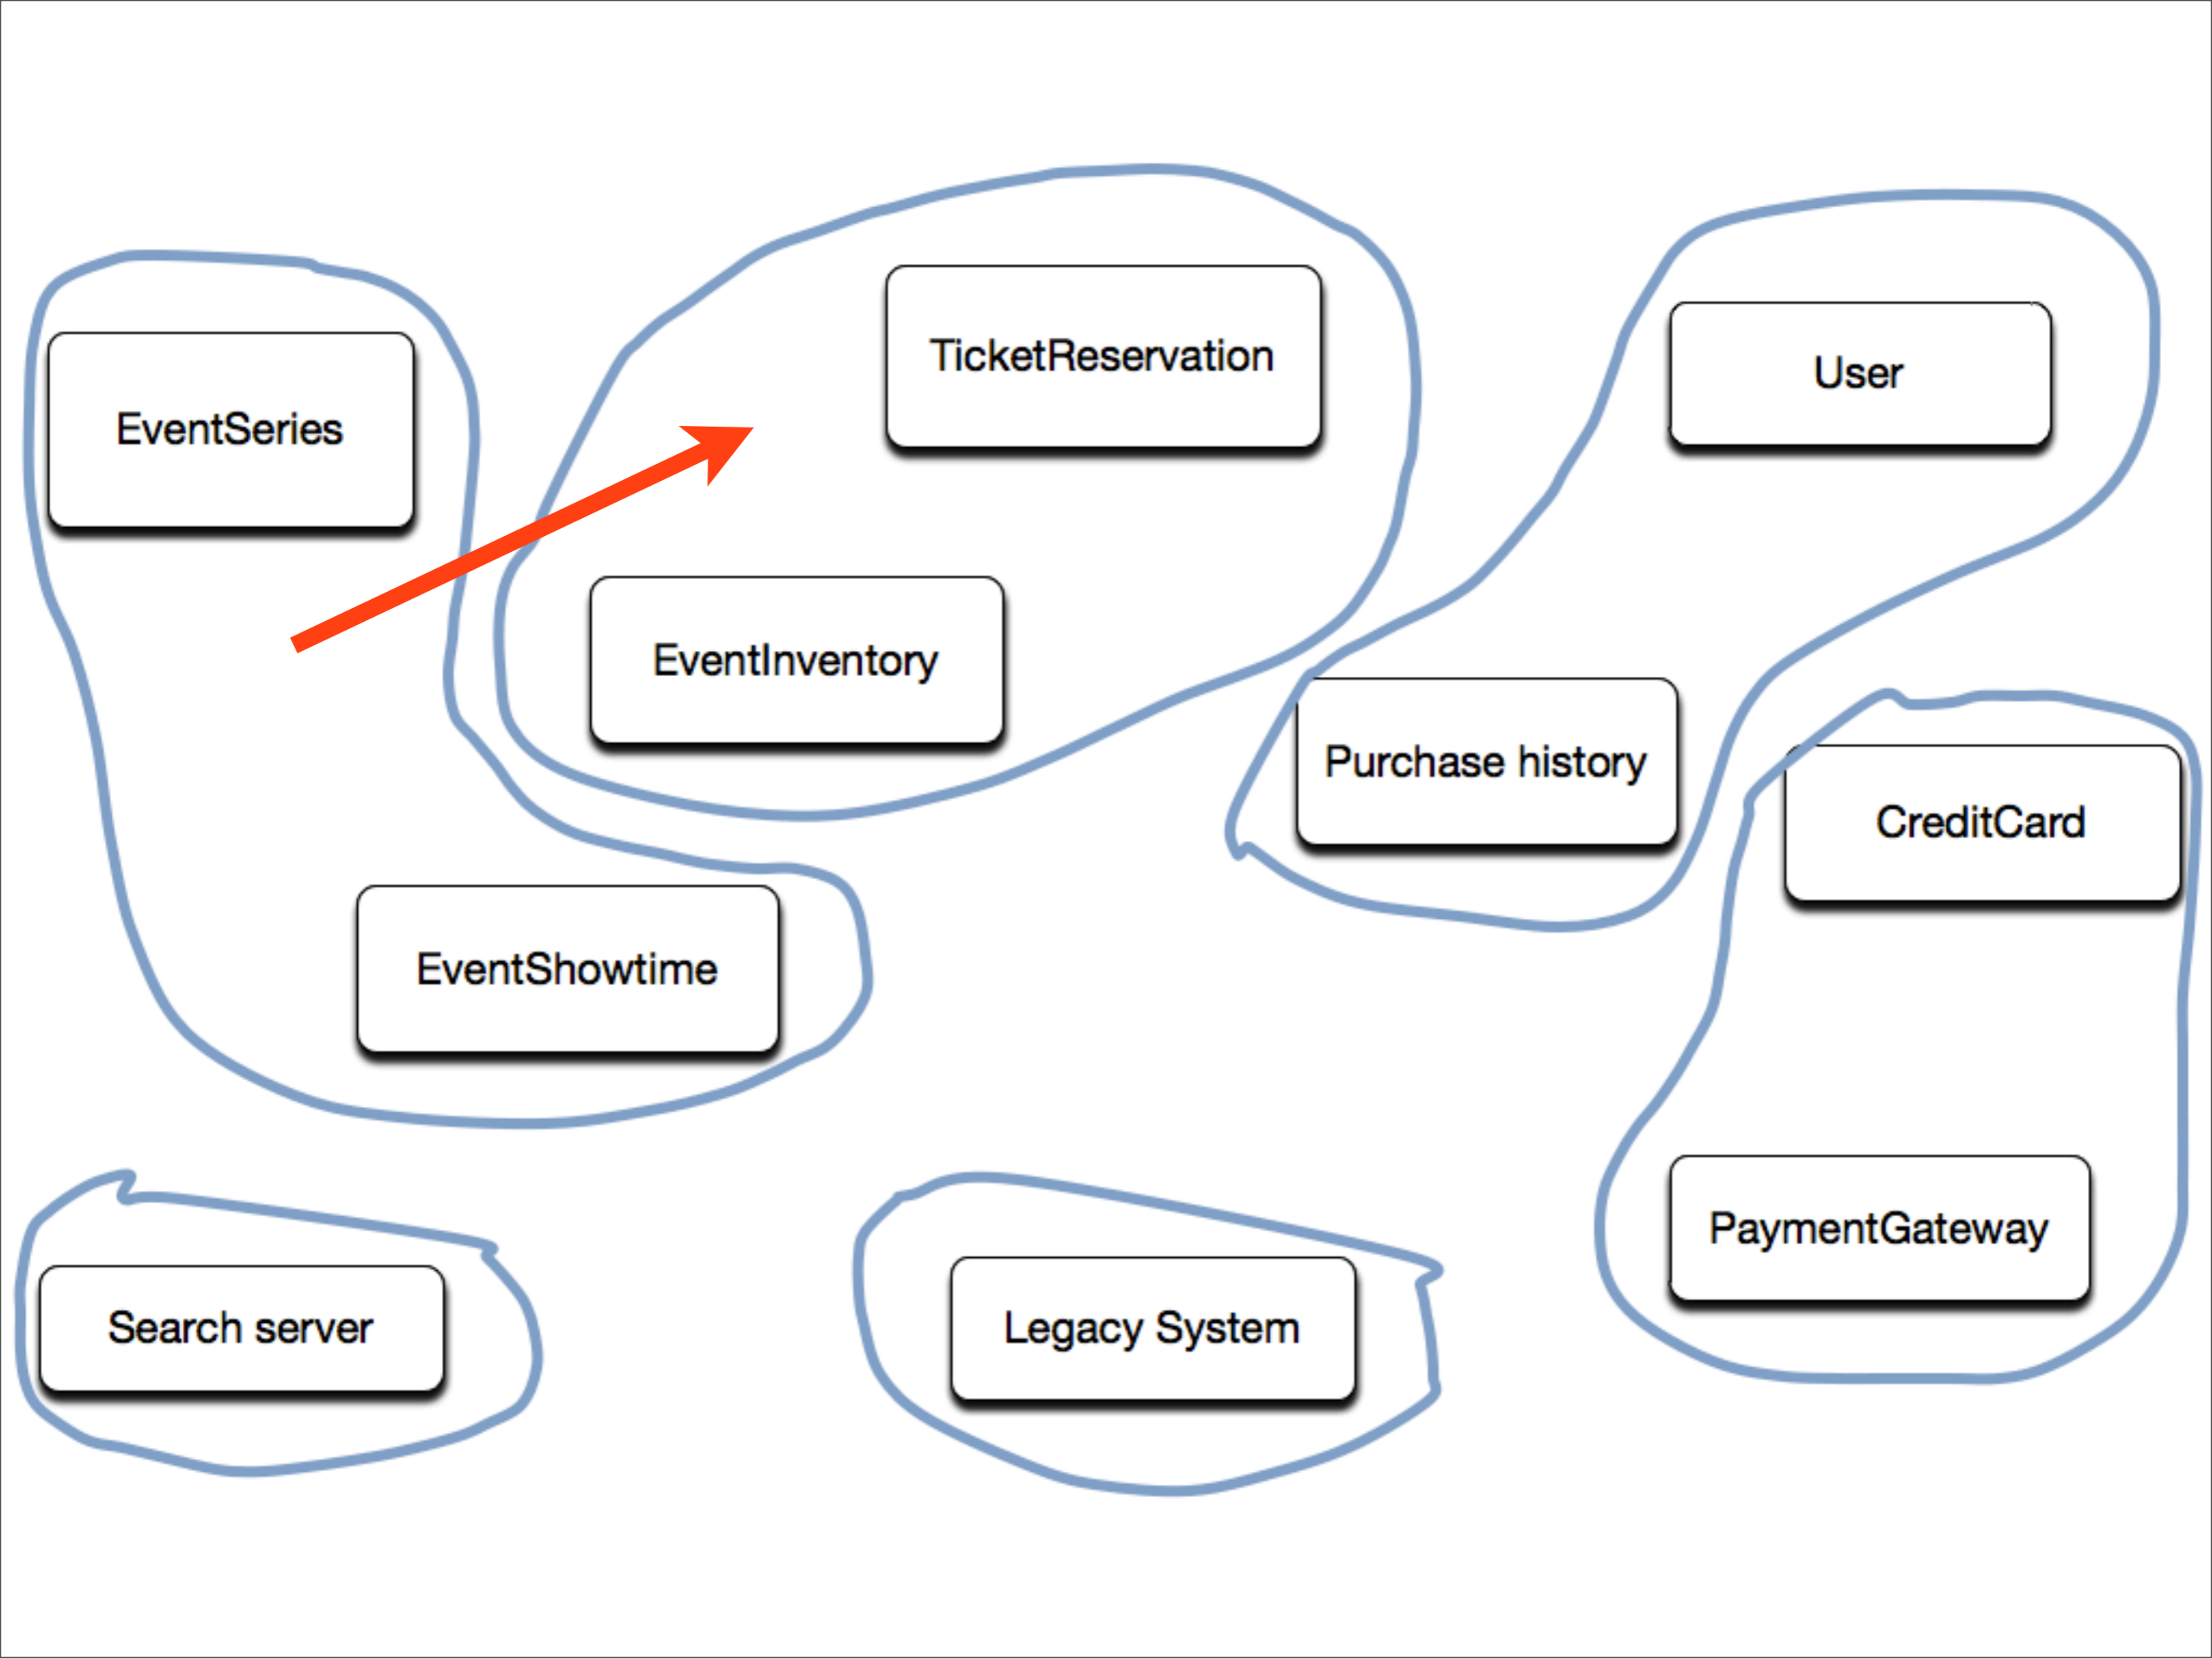 TicketReservation
User
EventSeries
EventInventory
Purchase history
CreditCard
EventShowtime
PaymentGateway
Search server
Legacy System